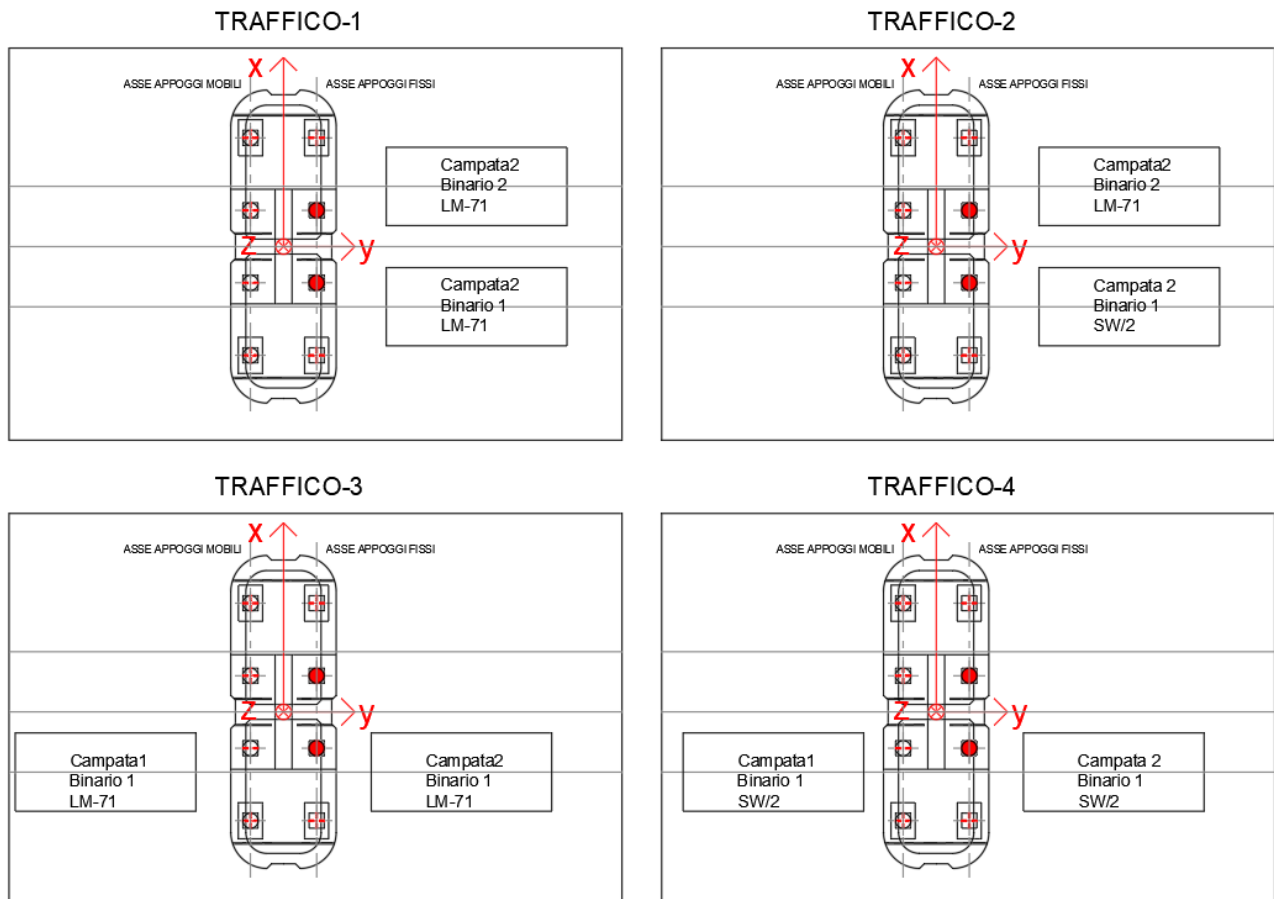 TRAFFICO-1
X
ASSE APPOGGI MOBILI
ASSE APPOGGI FISSI
Campata2
Binario 2
LM-71
Z
y
Campata2
Binario 1
LM-71
TRAFFICO-2
X
ASSE APPOGGI MOBILI
ASSE APPOGGI FISSI
Campata2
Binario 2
LM-71
Z
y
Campata 2
Binario 1
SW/2
TRAFFICO-3
X
ASSE APPOGGI MOBILI
ASSE APPOGGI FISSI
Z
y
Campata1
Binario 1
LM-71
Campata2
Binario 1
LM-71
TRAFFICO-4
X
ASSE APPOGGI MOBILI
ASSE APPOGGI FISSI
Z
y
Campata1
Binario 1
SW/2
Campata 2
Binario 1
SW/2